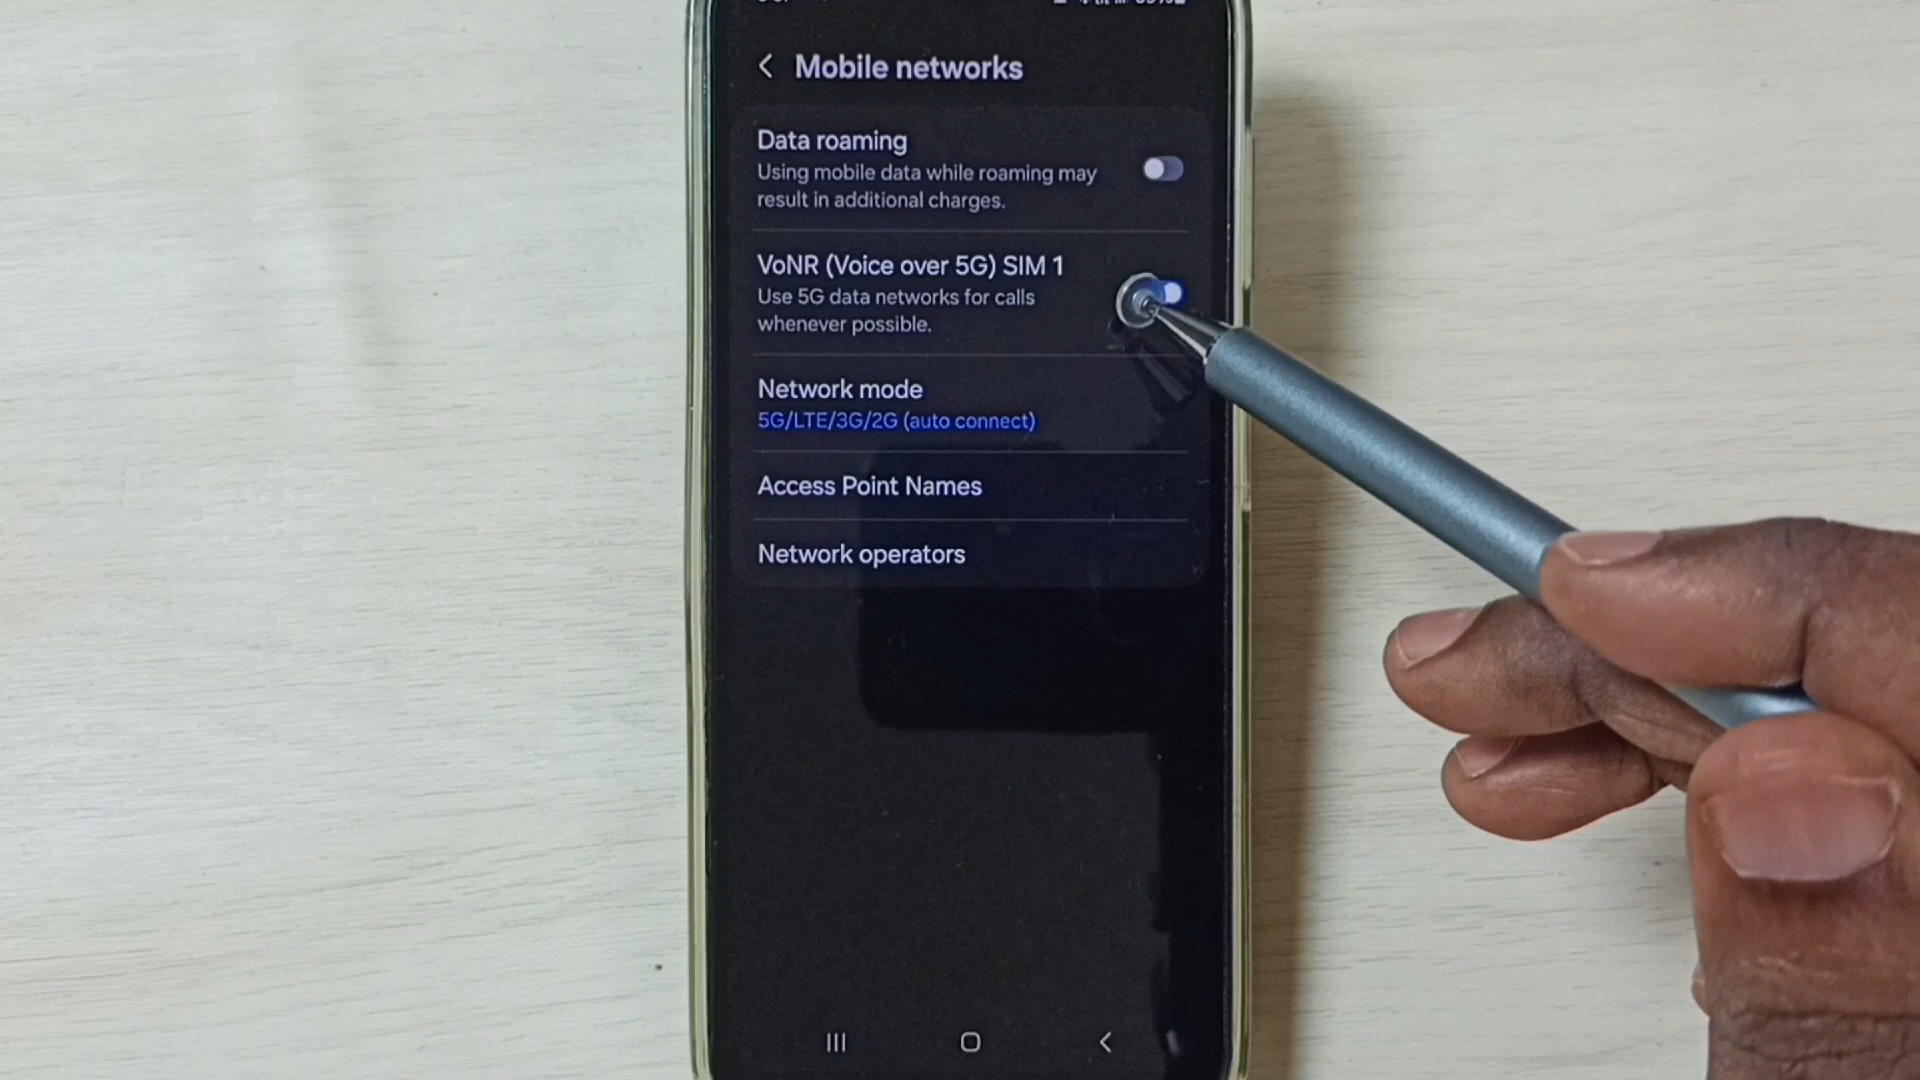 Mobile networks
Data roaming
Using mobile data while roaming may
result in additional charges.
VoNR (Voice over 5G) SIM 1
Use 5G data networks for calls
whenever possible.
Network mode
5G/LTE/3G/2G (auto connect)
Access Point Names
Network operators